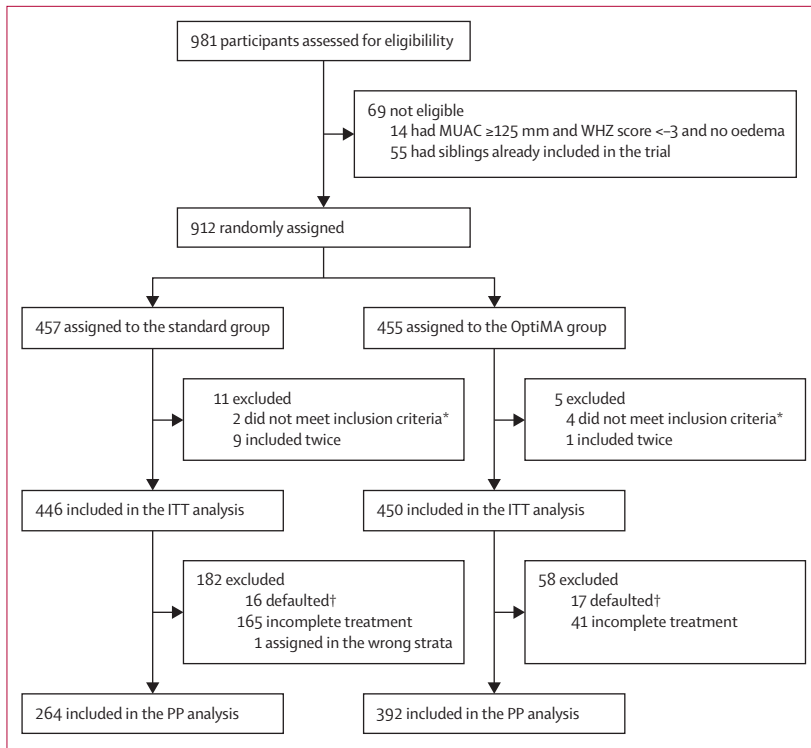 981 participants assessed for eligibilility
69 not eligible
14 had MUAC ≥125 mm and WHZ score <–3 and no oedema
55 had siblings already included in the trial
912 randomly assigned
457 assigned to the standard group
455 assigned to the OptiMA group
11 excluded
2 did not meet inclusion criteria*
9 included twice
5 excluded
4 did not meet inclusion criteria*
1 included twice
446 included in the ITT analysis
450 included in the ITT analysis
182 excluded
16 defaulted†
165 incomplete treatment
1 assigned in the wrong strata
58 excluded
17 defaulted†
41 incomplete treatment
264 included in the PP analysis
392 included in the PP analysis